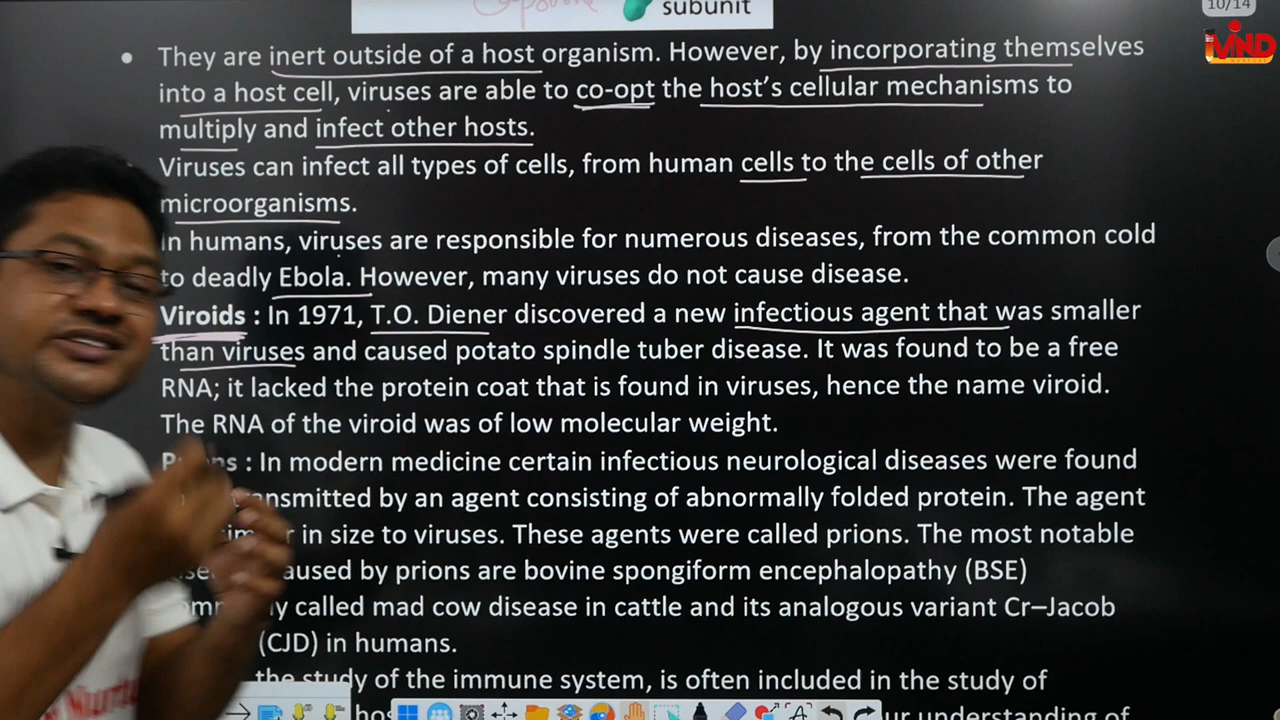 subunit
10/14
MIND
• They are inert outside of a host organism. However, by incorporating themselves
into a host cell, viruses are able to co-opt the host's cellular mechanisms to
multiply and infect other hosts.
Viruses can infect all types of cells, from human cells to the cells of other
microorganisms.
In humans, viruses are responsible for numerous diseases, from the common cold
to deadly Ebola. However, many viruses do not cause disease.
Viroids : In 1971, T.O. Diener discovered a new infectious agent that was smaller
than viruses and caused potato spindle tuber disease. It was found to be a free
RNA; it lacked the protein coat that is found in viruses, hence the name viroid.
The RNA of the viroid was of low molecular weight.
: In modern medicine certain infectious neurological diseases were found
by an agent consisting of abnormally folded protein. The agent
in size to viruses. These agents were called prions. The most notable
by prions are bovine spongiform encephalopathy (BSE)
called mad cow disease in cattle and its analogous variant Cr–Jacob
(CJD) in humans.
the study of the immune system, is often included in the study of
understanding of